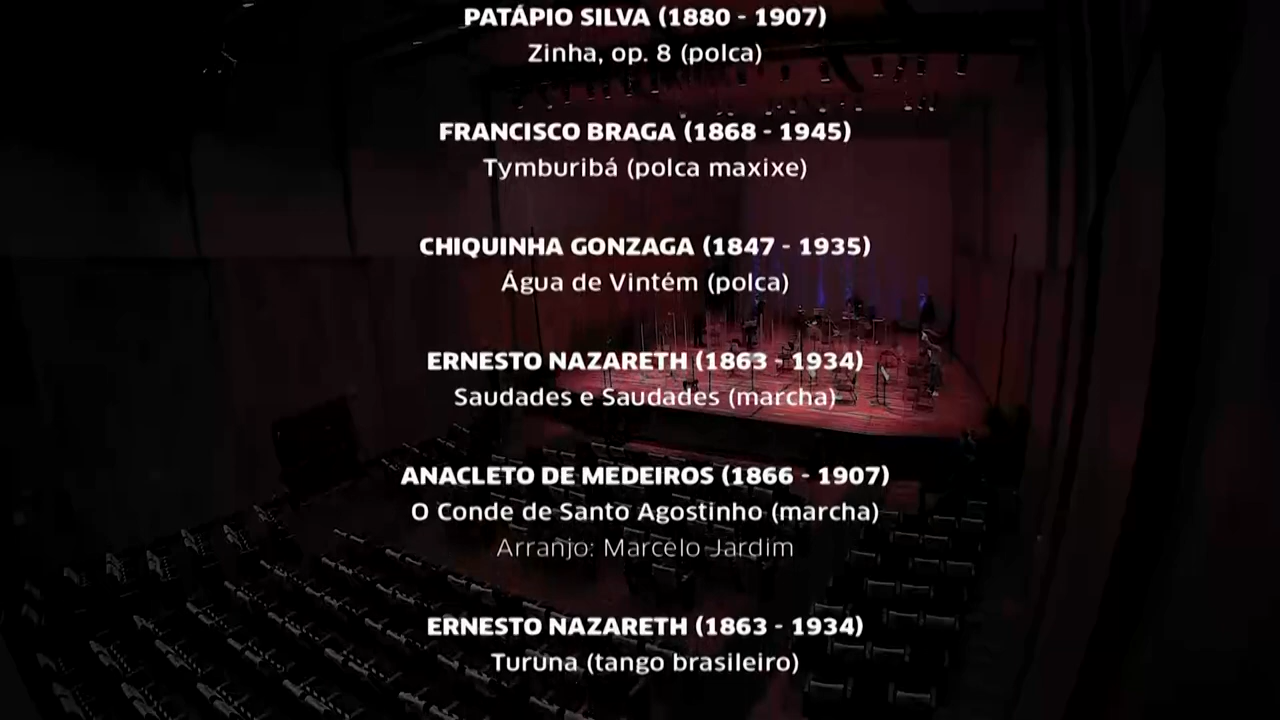 PATÁPIO SILVA (1880 - 1907)
Zinha, op. 8 (polca)
FRANCISCO BRAGA (1868 - 1945)
Tymburibá (polca maxixe)
CHIQUINHA GONZAGA (1847 - 1935)
Água de Vintém (polca)
ERNESTO NAZARETH (1863 - 1934)
Saudades e Saudades (marcha)
ANACLETO DE MEDEIROS (1866 - 1907)
O Conde de Santo Agostinho (marcha)
Arranjo: Marcelo Jardim
ERNESTO NAZARETH (1863 - 1934)
Turuna (tango brasileiro)